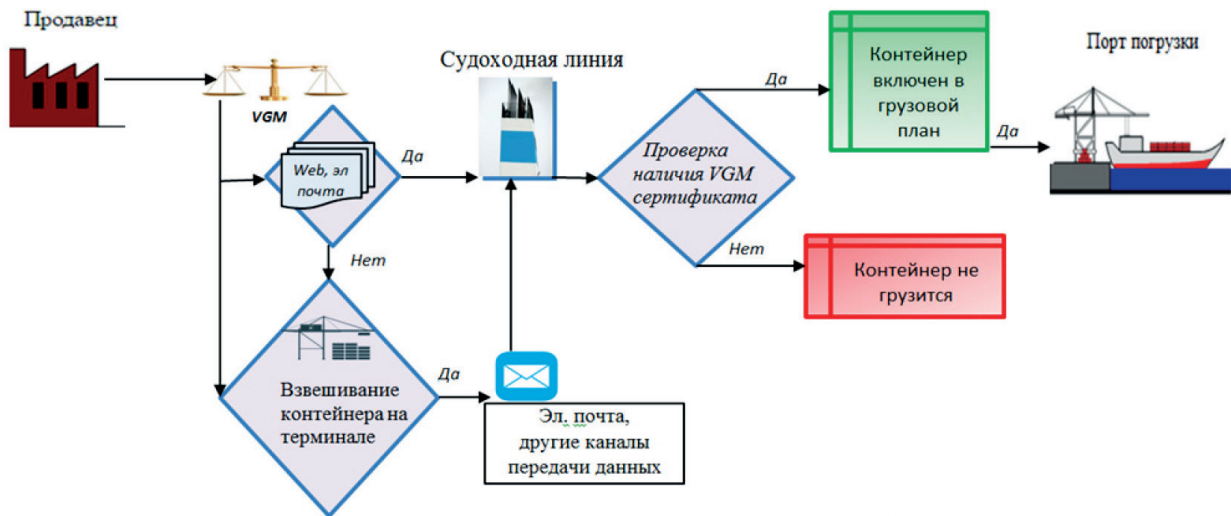 Продавец
VGM
Web, эл
почта
Да
Нет
Взвешивание
контейнера на
терминале
Да
Эл. почта,
другие каналы
передачи данных
Судоходная линия
Проверка
наличия VGM
сертификата
Да
Контейнер
включен в
грузовой
план
Да
Порт погрузки
Нет
Контейнер не
грузится